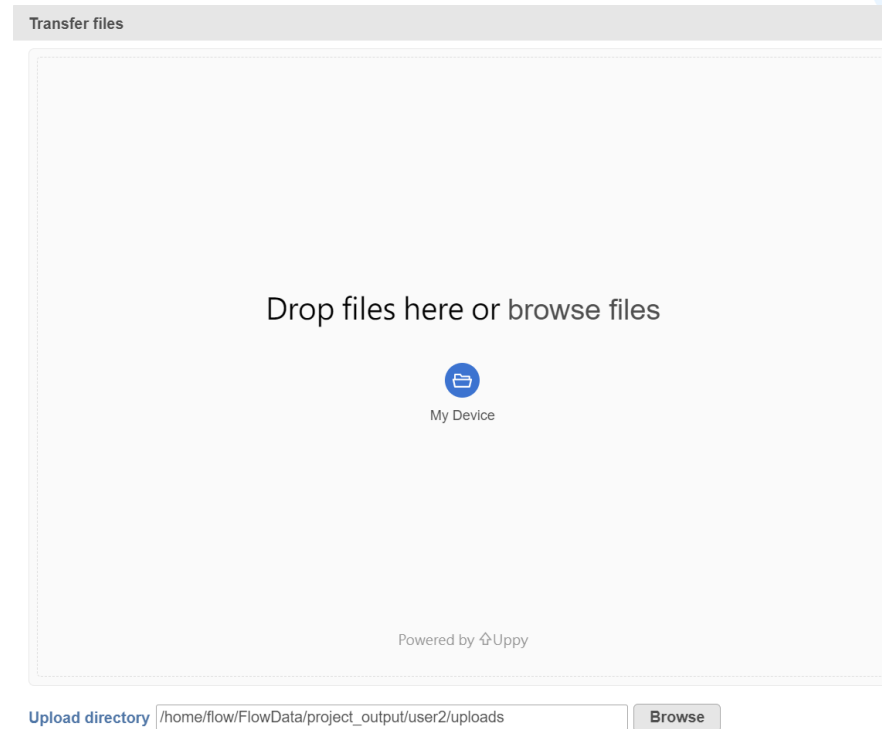 Transfer files
Drop files here or browse files
My Device
Powered by Uppy
Upload directory /home/flow/FlowData/project_output/user2/uploads Browse